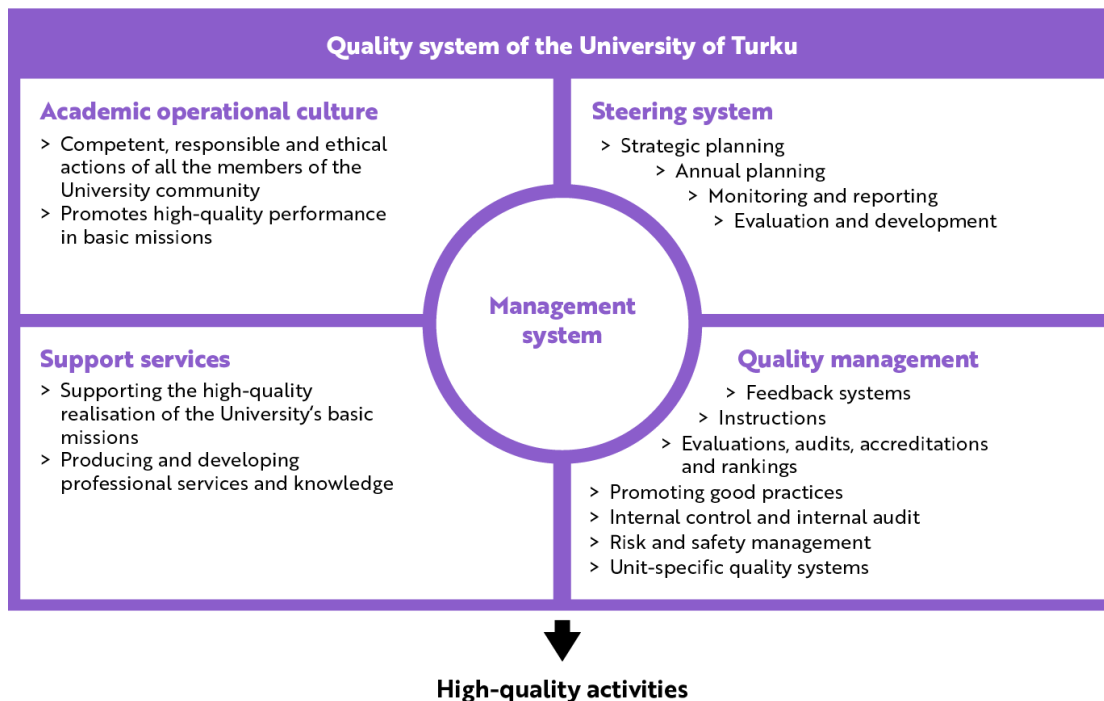 Quality system of the University of Turku
Academic operational culture
> Competent, responsible and ethical
actions of all the members of the
University community
> Promotes high-quality performance
in basic missions
Steering system
> Strategic planning
> Annual planning
> Monitoring and reporting
> Evaluation and development
Management
system
Support services
> Supporting the high-quality
realisation of the University's basic
missions
> Producing and developing
professional services and knowledge
Quality management
> Feedback systems
> Instructions
> Evaluations, audits, accreditations
and rankings
> Promoting good practices
> Internal control and internal audit
> Risk and safety management
> Unit-specific quality systems
High-quality activities